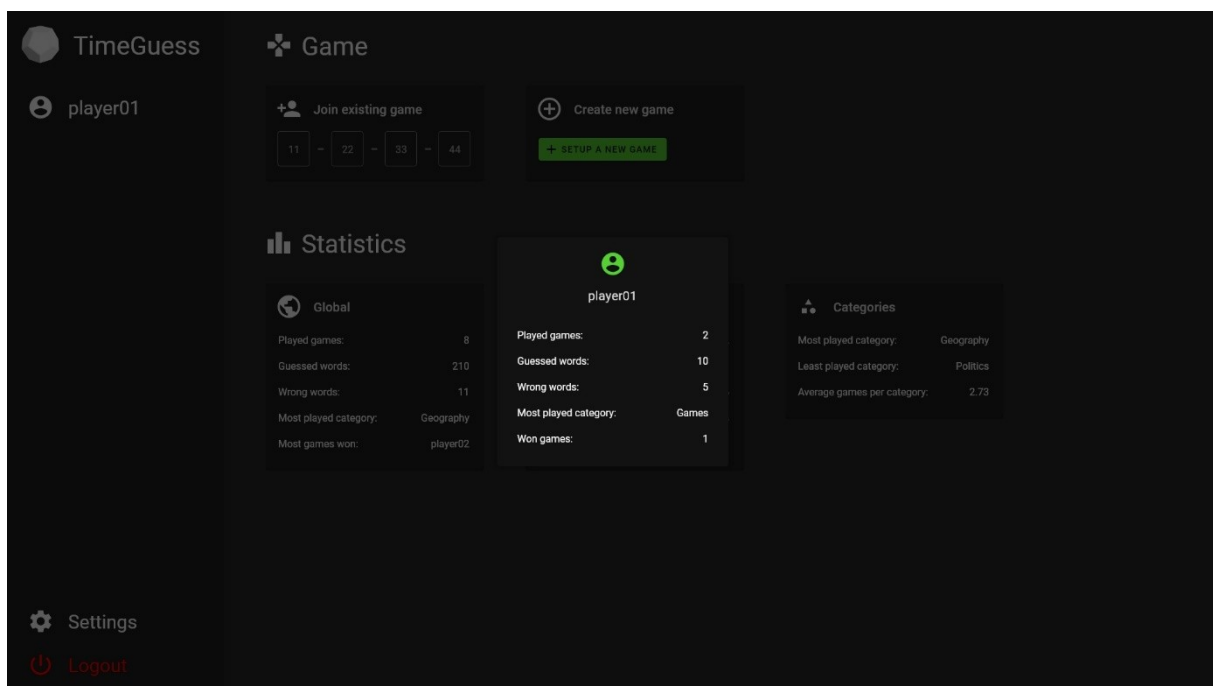 TimeGuess
player01
Game
Join existing game
11 - 22 - 33 - 44
Create new game
+ SETUP A NEW GAME
Statistics
Global
Played games: 8
Guessed words: 210
Wrong words: 11
Most played category: Geography
Most games won: player02
player01
Played games: 2
Guessed words: 10
Wrong words: 5
Most played category: Games
Won games: 1
Categories
Most played category: Geography
Least played category: Politics
Average games per category: 2.73
Settings
Logout